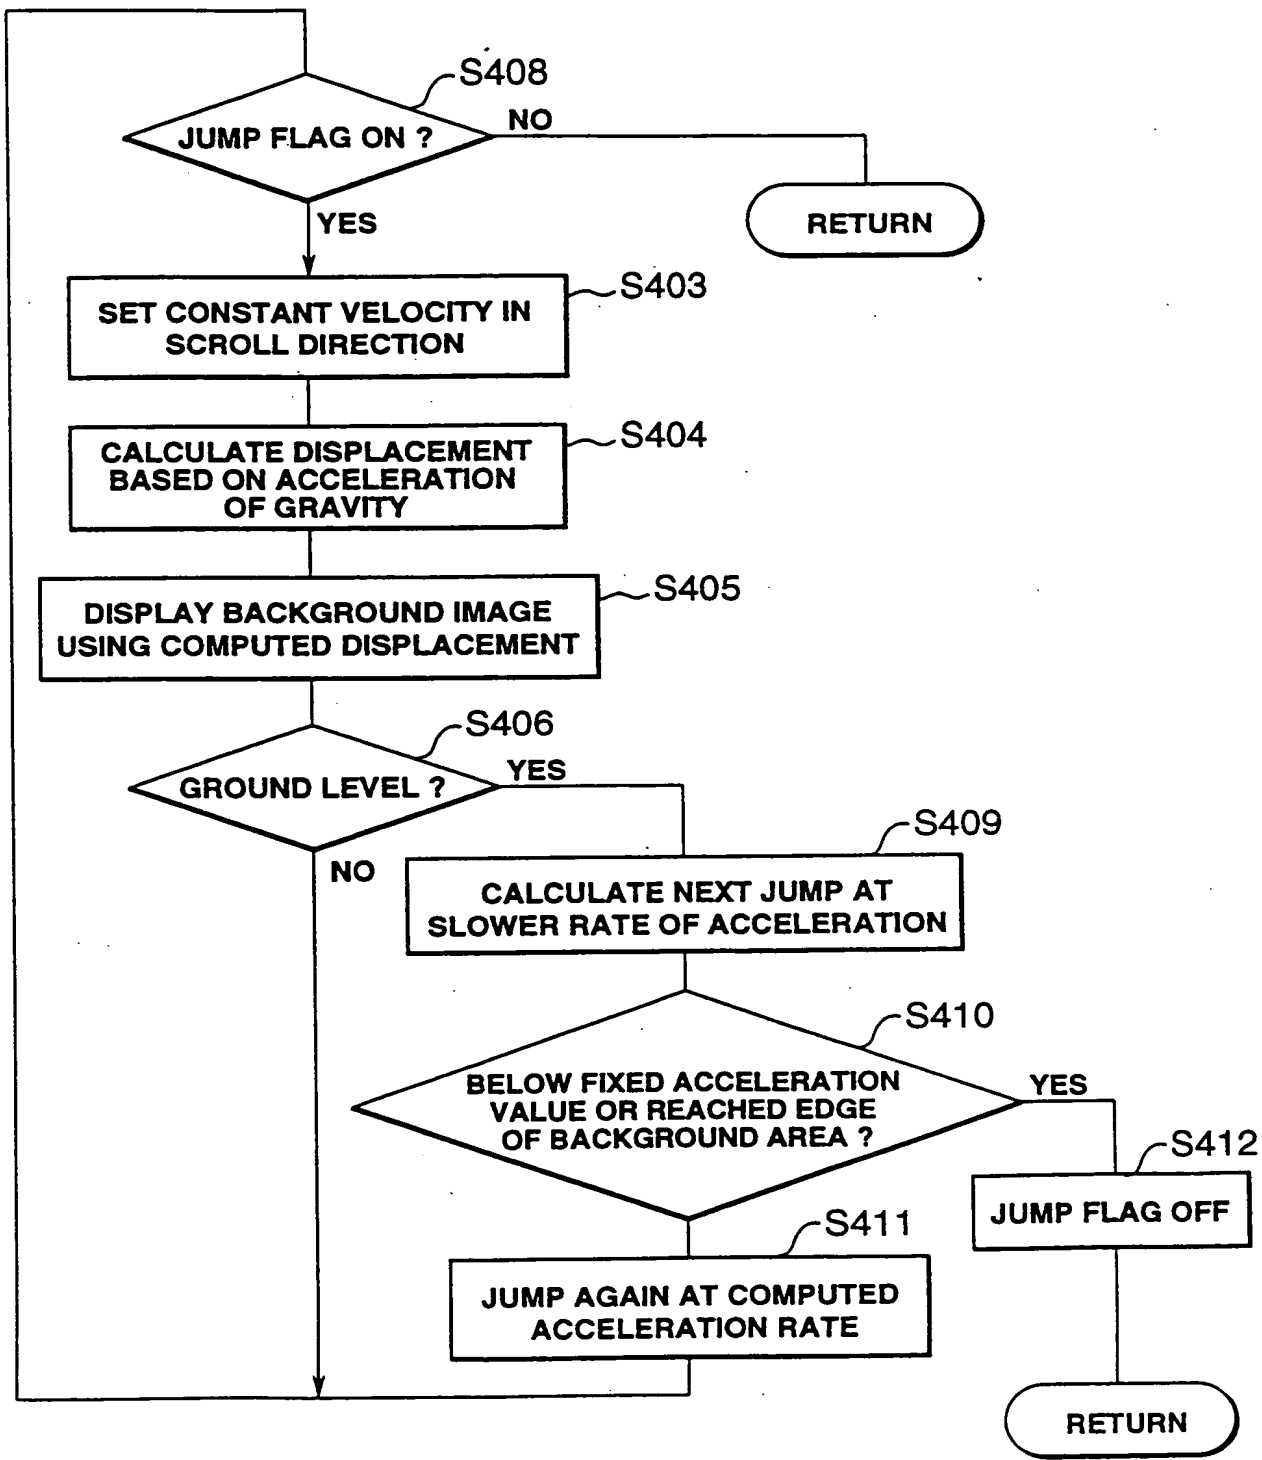 S408
JUMP FLAG ON ?
NO
RETURN
YES
S403
SET CONSTANT VELOCITY IN
SCROLL DIRECTION
S404
CALCULATE DISPLACEMENT
BASED ON ACCELERATION
OF GRAVITY
S405
DISPLAY BACKGROUND IMAGE
USING COMPUTED DISPLACEMENT
S406
GROUND LEVEL ?
YES
NO
S409
CALCULATE NEXT JUMP AT
SLOWER RATE OF ACCELERATION
S410
BELOW FIXED ACCELERATION
VALUE OR REACHED EDGE
OF BACKGROUND AREA ?
YES
S412
JUMP FLAG OFF
S411
JUMP AGAIN AT COMPUTED
ACCELERATION RATE
RETURN